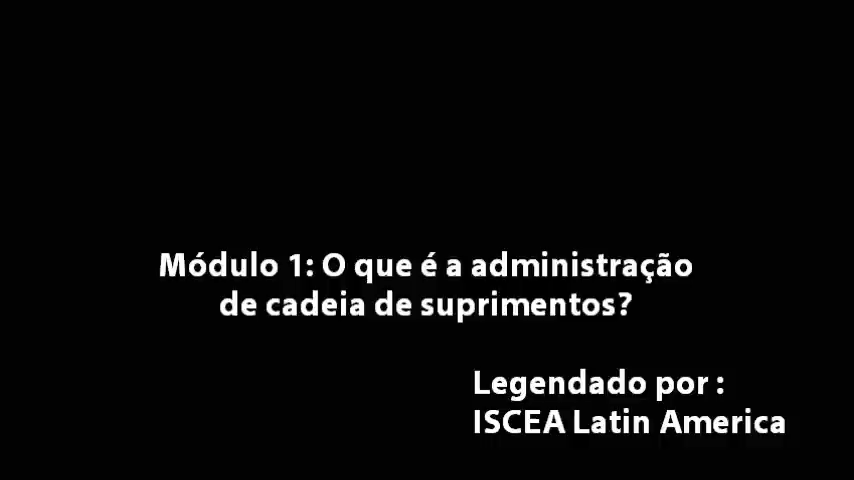 Módulo 1: O que é a administração
de cadeia de suprimentos?
Legendado por :
ISCEA Latin America